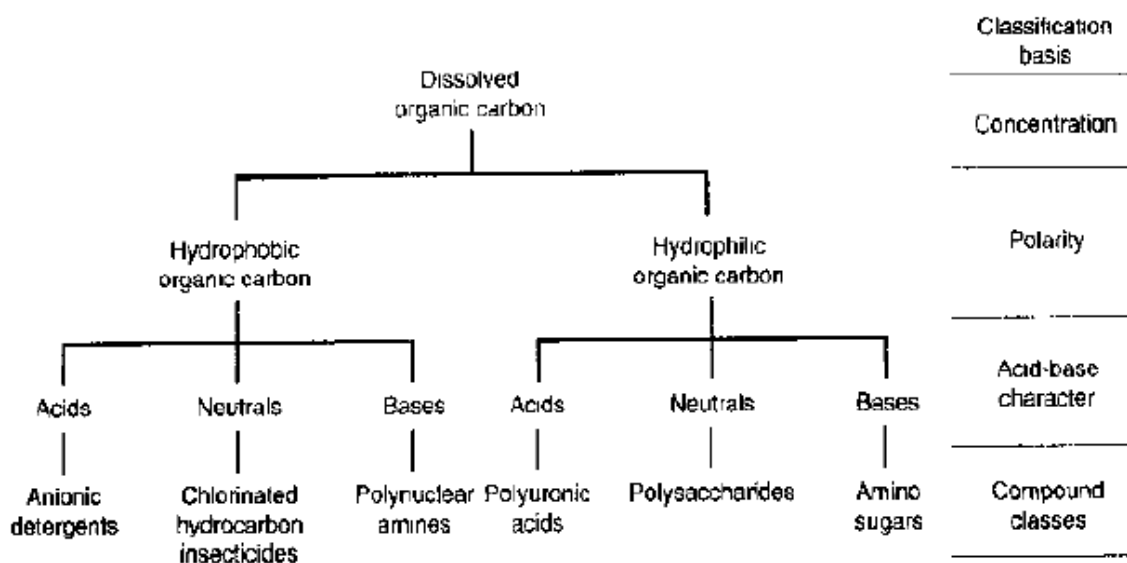 Classification
basis
Dissolved
organic carbon
Concentration
Hydrophobic
organic carbon
Hydrophilic
organic carbon
Polarity
Acids
Neutrals
Bases
Acids
Neutrals
Bases
Acid-base
character
Anionic
detergents
Chlorinated
hydrocarbon
insecticides
Polynuclear
amines
Polyuronic
acids
Polysaccharides
Amino
sugars
Compound
classes